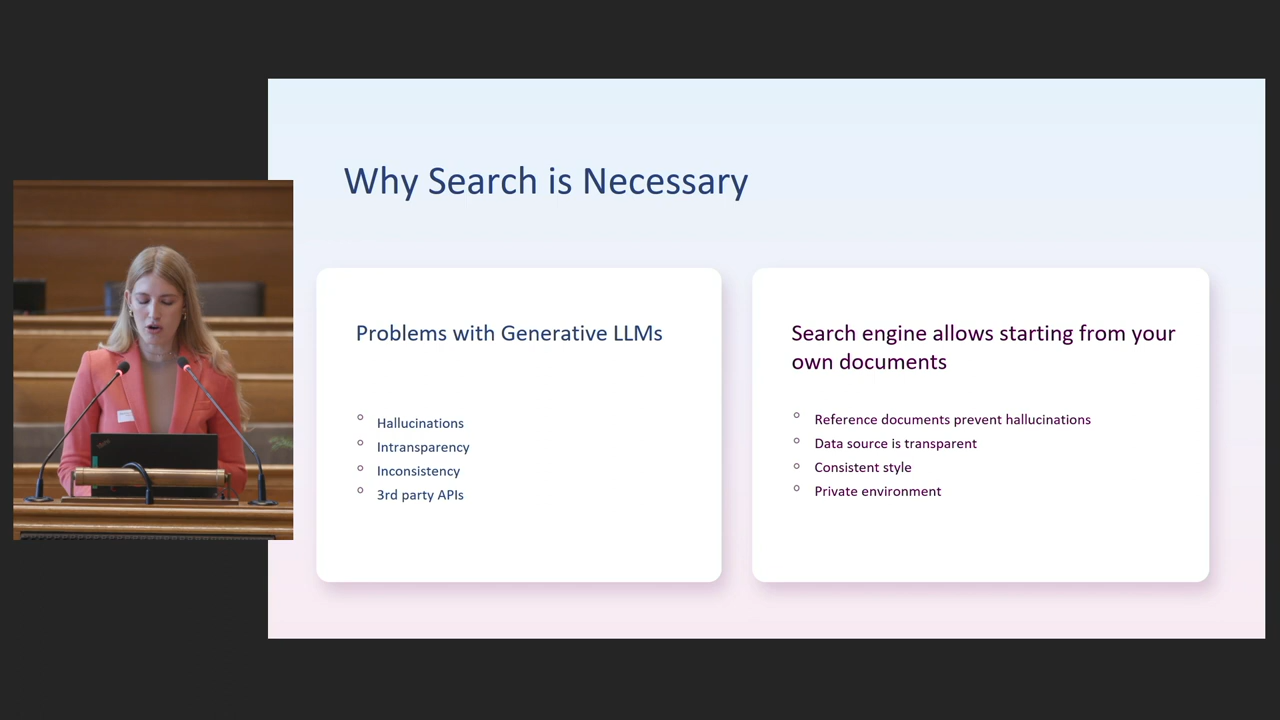 Why Search is Necessary
Problems with Generative LLMs
Hallucinations
Intransparency
Inconsistency
3rd party APIs
Search engine allows starting from your
own documents
Reference documents prevent hallucinations
Data source is transparent
Consistent style
Private environment